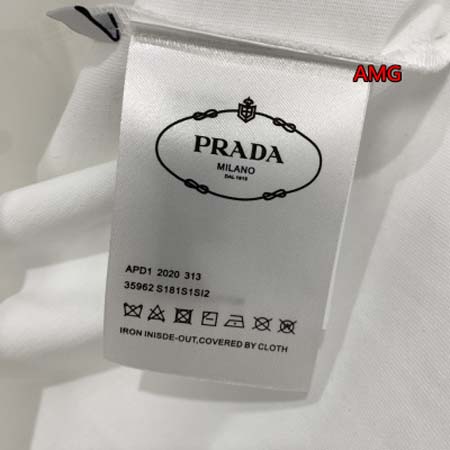 AMG
PRADA
MILANO
DAL 1913
APD1 2020 313
35962 S181S1SI2
IRON INISDE-OUT,COVERED BY CLOTH